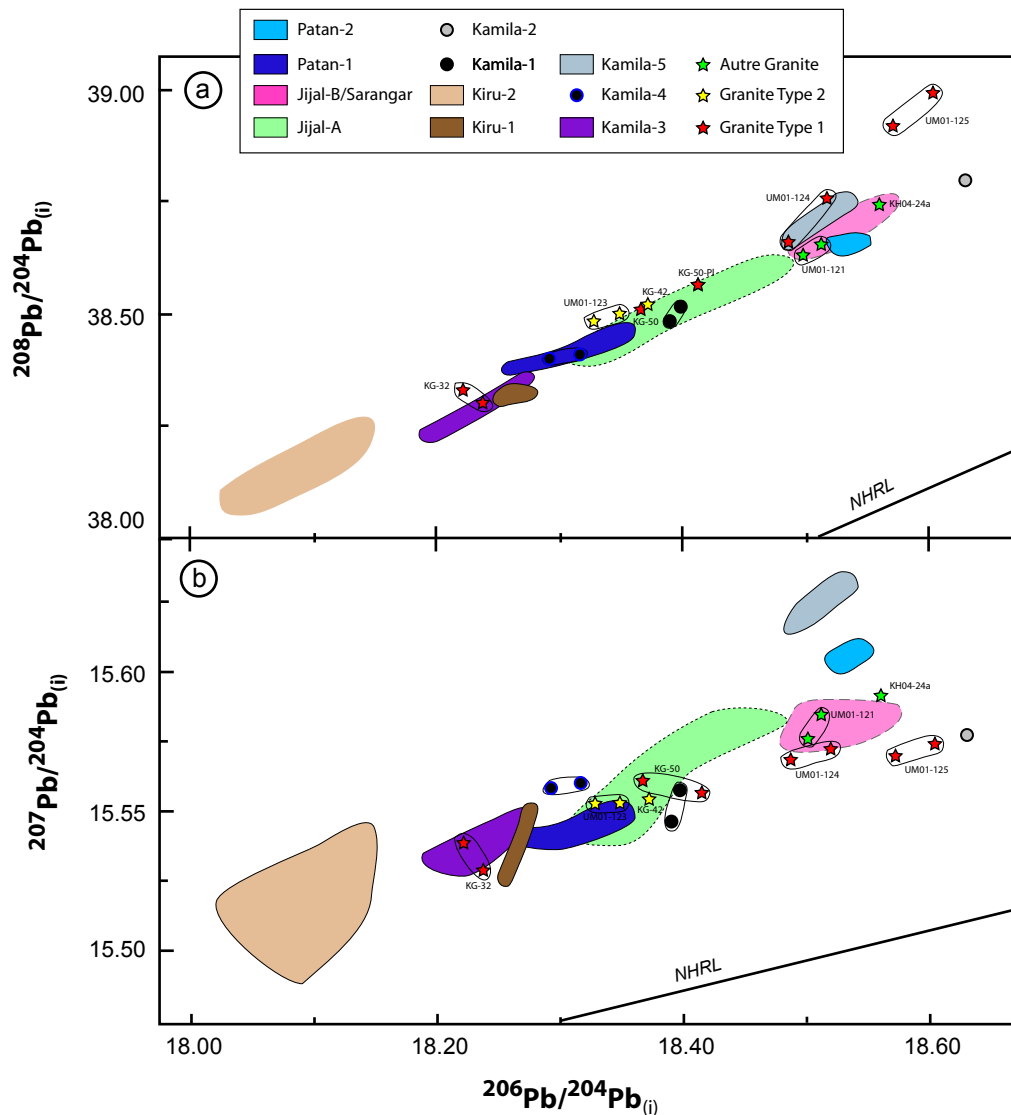 Patan-2
Kamila-2
Patan-1
Kamila-1
Kamila-5
Autre Granite
Jijal-B/Sarangar
Kiru-2
Kamila-4
Granite Type 2
Jijal-A
Kiru-1
Kamila-3
Granite Type 1
a
39.00
38.50
38.00
208Pb/204Pb(i)
UM01-125
UM01-124
KH04-24a
UM01-121
KG-50-Pl
KG-42
UM01-123
KG-50
KG-32
NHRL
b
15.60
15.55
15.50
207Pb/204Pb(i)
KH04-24a
UM01-121
UM01-124
UM01-125
KG-50
KG-42
UM01-123
KG-32
NHRL
18.00
18.20
18.40
18.60
206Pb/204Pb(i)